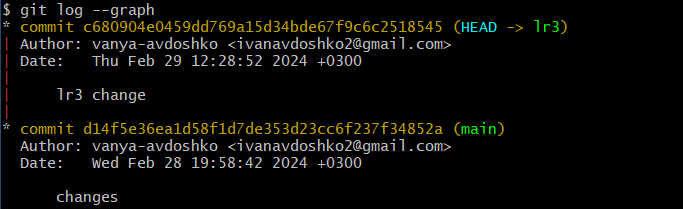 $ git log --graph
* commit c680904e0459dd769a15d34bde67f9c6c2518545 (HEAD -> lr3)
| Author: vanya-avdoshko <ivanavdoshko2@gmail.com>
| Date:   Thu Feb 29 12:28:52 2024 +0300
|
|     lr3 change
|
* commit d14f5e36ea1d58f1d7de353d23cc6f237f34852a (main)
  Author: vanya-avdoshko <ivanavdoshko2@gmail.com>
  Date:   Wed Feb 28 19:58:42 2024 +0300

      changes